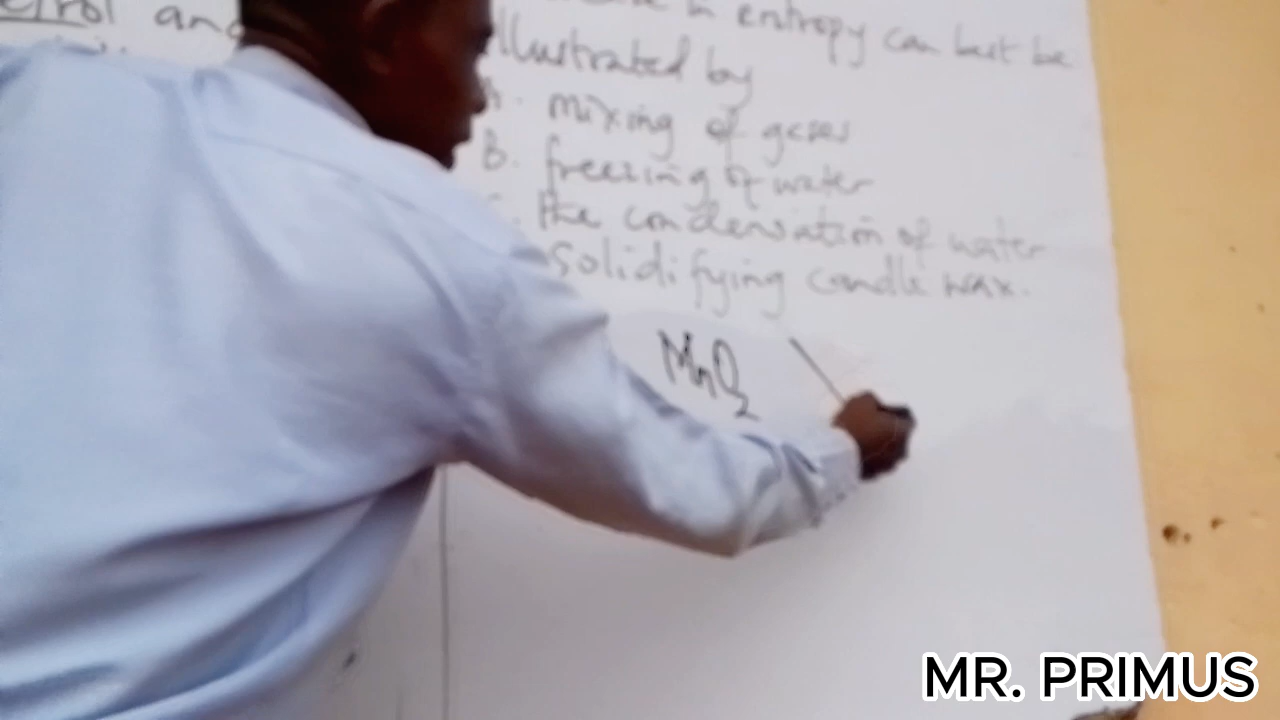 and
in entropy can best be
illustrated by
A. mixing of gases
B. freezing of water
the condensation of water
solidifying candle wax.
MnO2
MR. PRIMUS